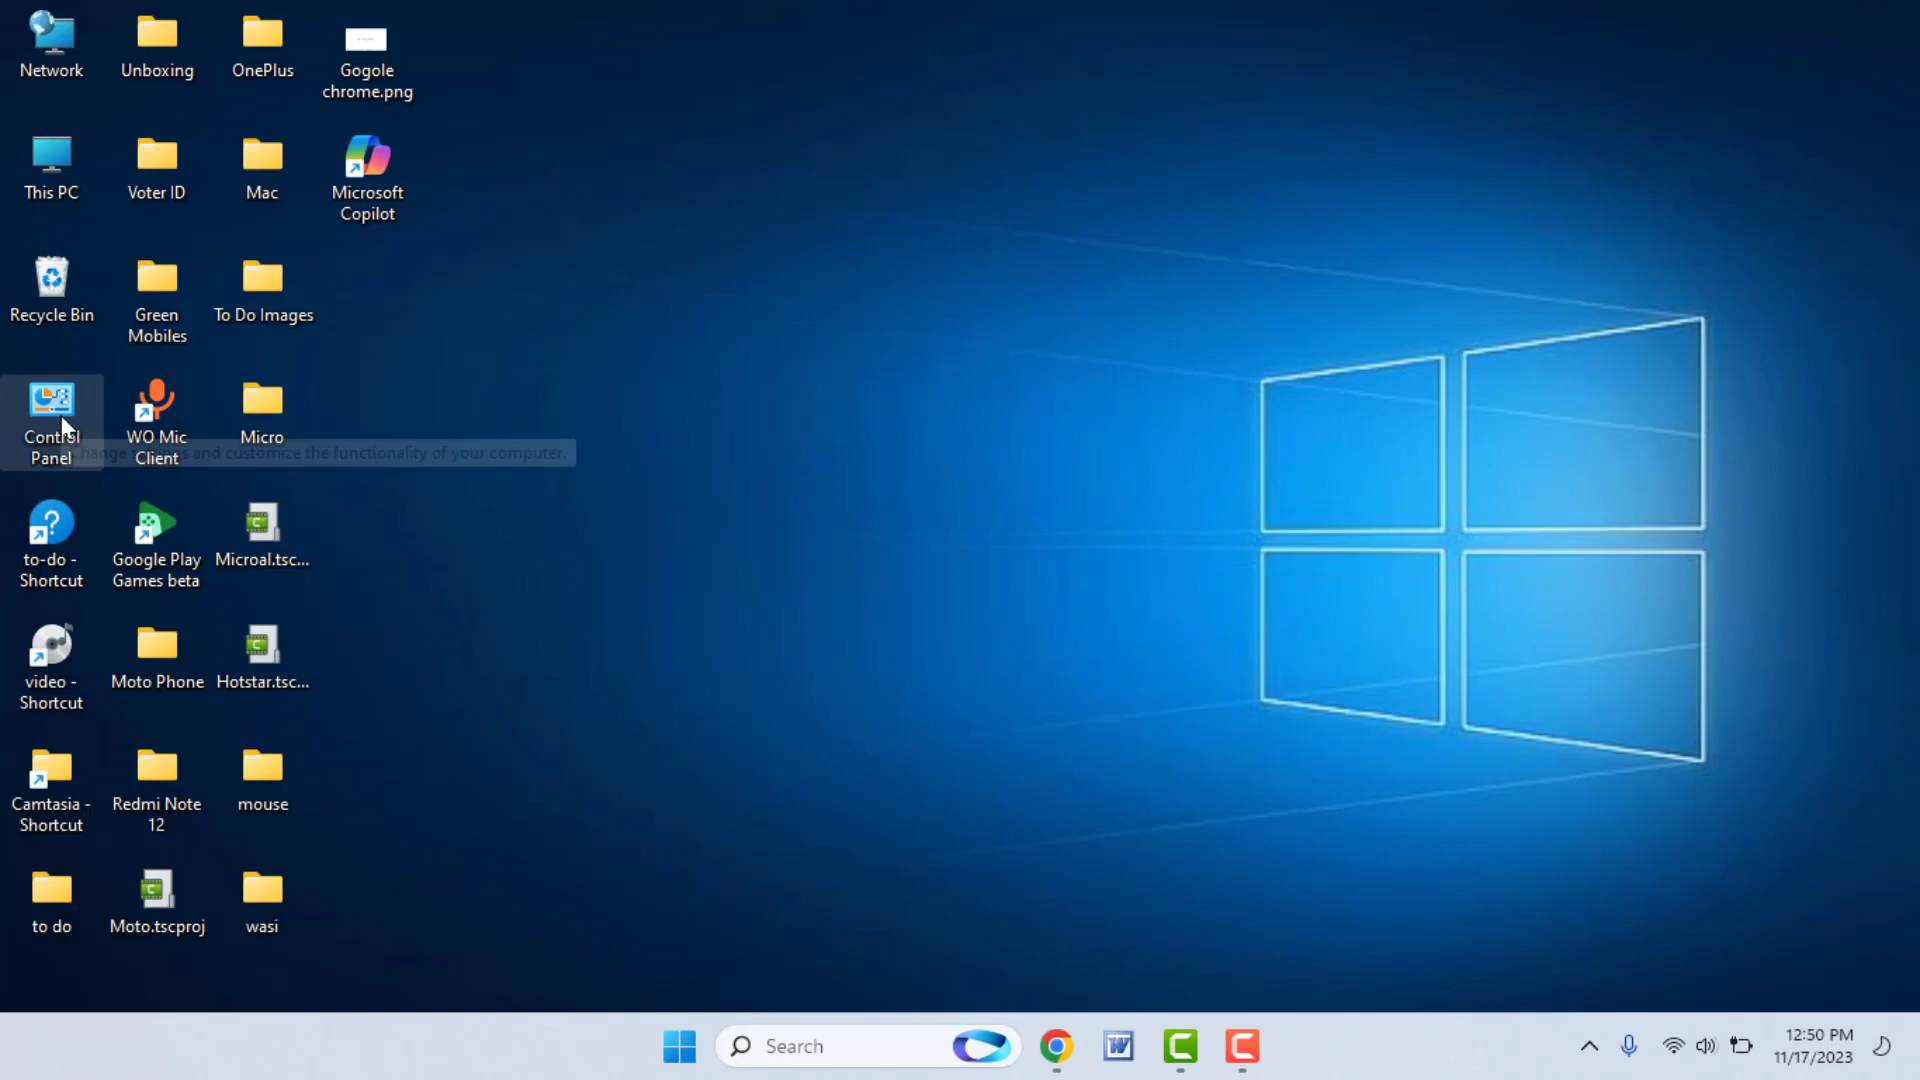 Network
Unboxing
OnePlus
Gogole
chrome.png
This PC
Voter ID
Mac
Microsoft
Copilot
Recycle Bin
Green
Mobiles
To Do Images
Control
Panel
WO Mic
Client
Micro
Change and customize the functionality of your computer.
to-do -
Shortcut
Google Play
Games beta
Microal.tsc...
video -
Shortcut
Moto Phone
Hotstar.tsc...
Camtasia -
Shortcut
Redmi Note
12
mouse
to do
Moto.tscproj
wasi
Search
12:50 PM
11/17/2023